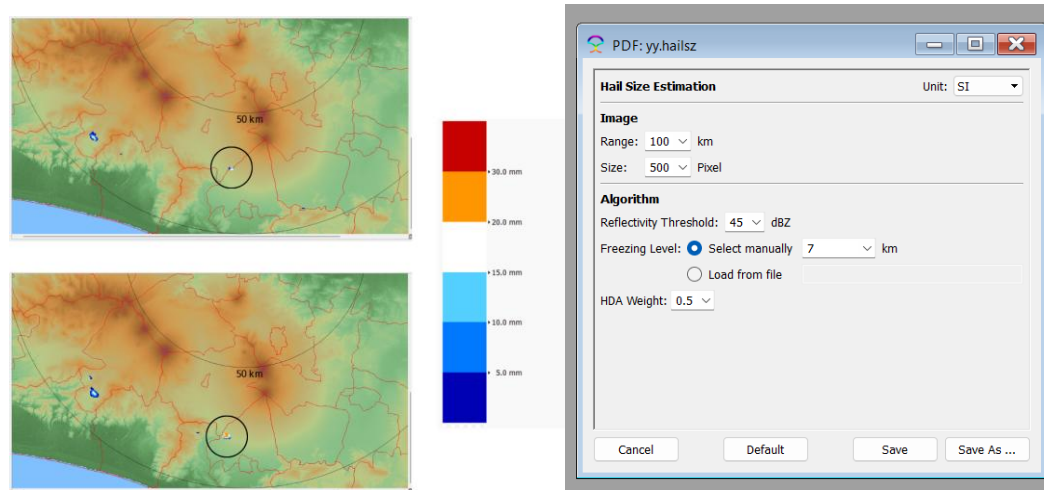 50 km
50 km
30.0 mm
20.0 mm
15.0 mm
10.0 mm
5.0 mm
PDF: yy.hailsz
Hail Size Estimation Unit: SI
Image
Range: 100 km
Size: 500 Pixel
Algorithm
Reflectivity Threshold: 45 dBZ
Freezing Level: Select manually 7 km
Load from file
HDA Weight: 0.5
Cancel Default Save Save As ...